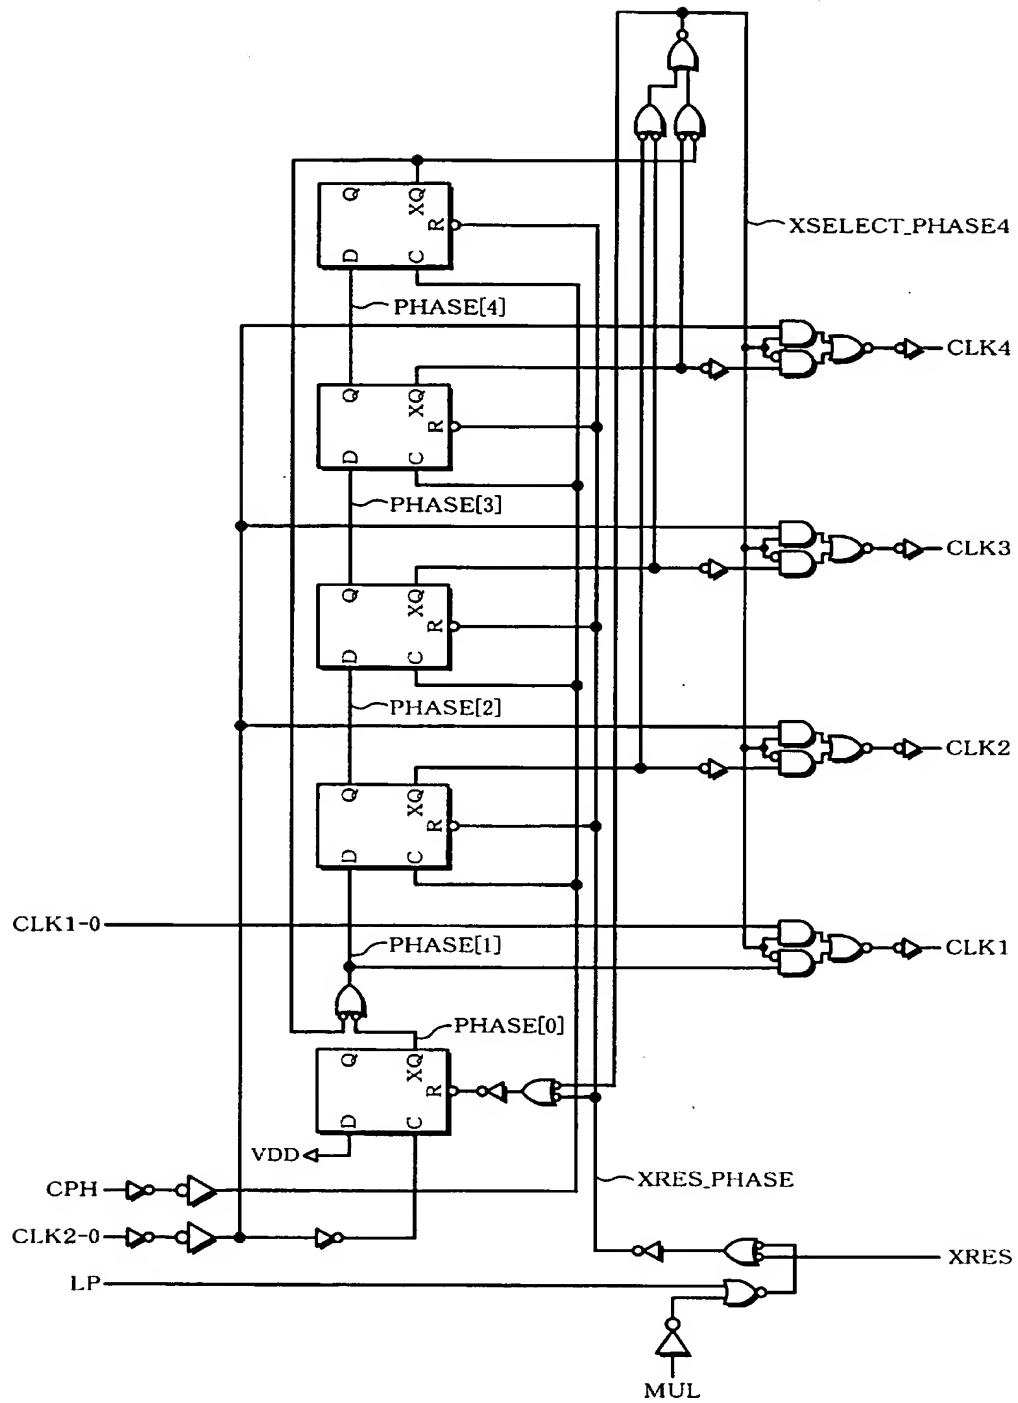 Q
XQ
R
D
C
XSELECT_PHASE4
PHASE[4]
CLK4
Q
XQ
R
D
C
PHASE[3]
CLK3
Q
XQ
R
D
C
PHASE[2]
CLK2
Q
XQ
R
D
C
CLK1-0
PHASE[1]
CLK1
PHASE[0]
Q
XQ
R
D
C
VDD
CPH
XRES_PHASE
CLK2-0
XRES
LP
MUL